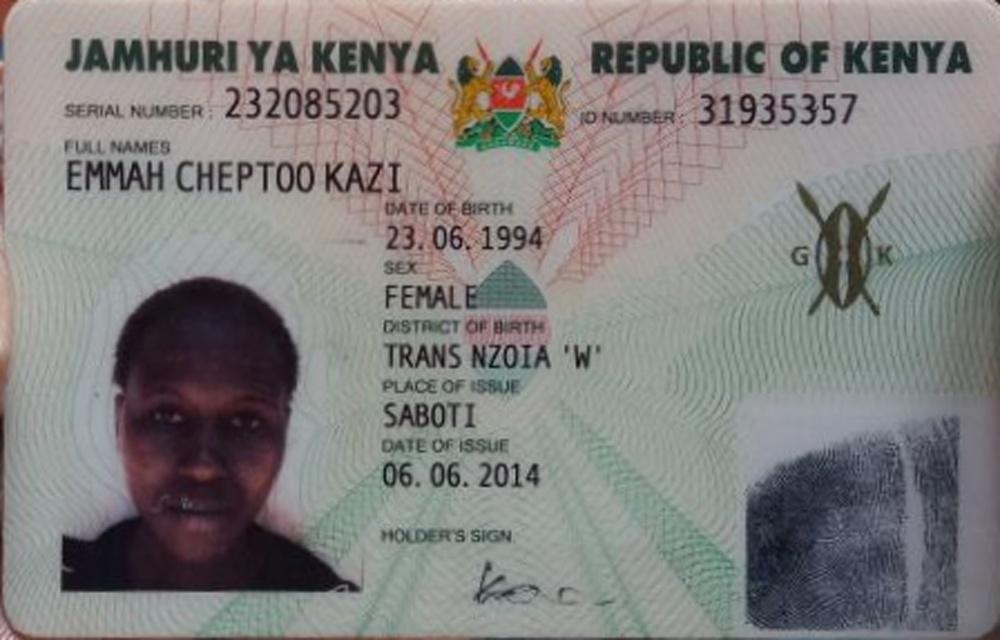 JAMHURI YA KENYA REPUBLIC OF KENYA
SERIAL NUMBER : 232085203 ID NUMBER : 31935357
FULL NAMES
EMMAH CHEPTOO KAZI
DATE OF BIRTH
23. 06. 1994
G K
SEX
FEMALE
DISTRICT OF BIRTH
TRANS NZOIA 'W'
PLACE OF ISSUE
SABOTI
DATE OF ISSUE
06. 06. 2014
HOLDER'S SIGN.